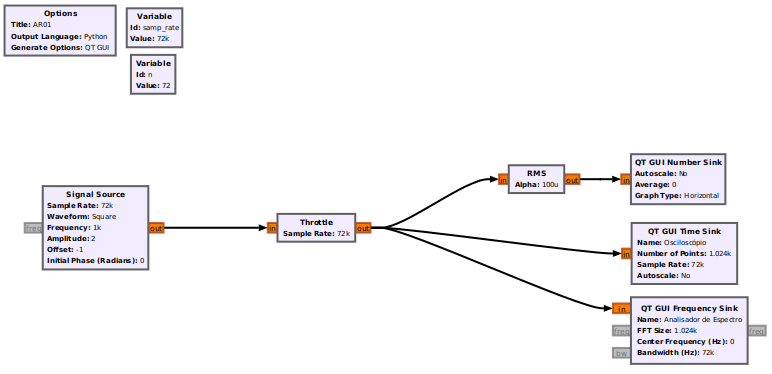 Options
Title: AR01
Output Language: Python
Generate Options: QT GUI
Variable
Id: samp_rate
Value: 72k
Variable
Id: n
Value: 72
Signal Source
Sample Rate: 72k
Waveform: Square
Frequency: 1k
Amplitude: 2
Offset: -1
Initial Phase (Radians): 0
freq
out
in
Throttle
Sample Rate: 72k
out
in
RMS
Alpha: 100u
out
in
QT GUI Number Sink
Autoscale: No
Average: 0
Graph Type: Horizontal
in
QT GUI Time Sink
Name: Osciloscópio
Number of Points: 1.024k
Sample Rate: 72k
Autoscale: No
in
freq
bw
QT GUI Frequency Sink
Name: Analisador de Espectro
FFT Size: 1.024k
Center Frequency (Hz): 0
Bandwidth (Hz): 72k
freq